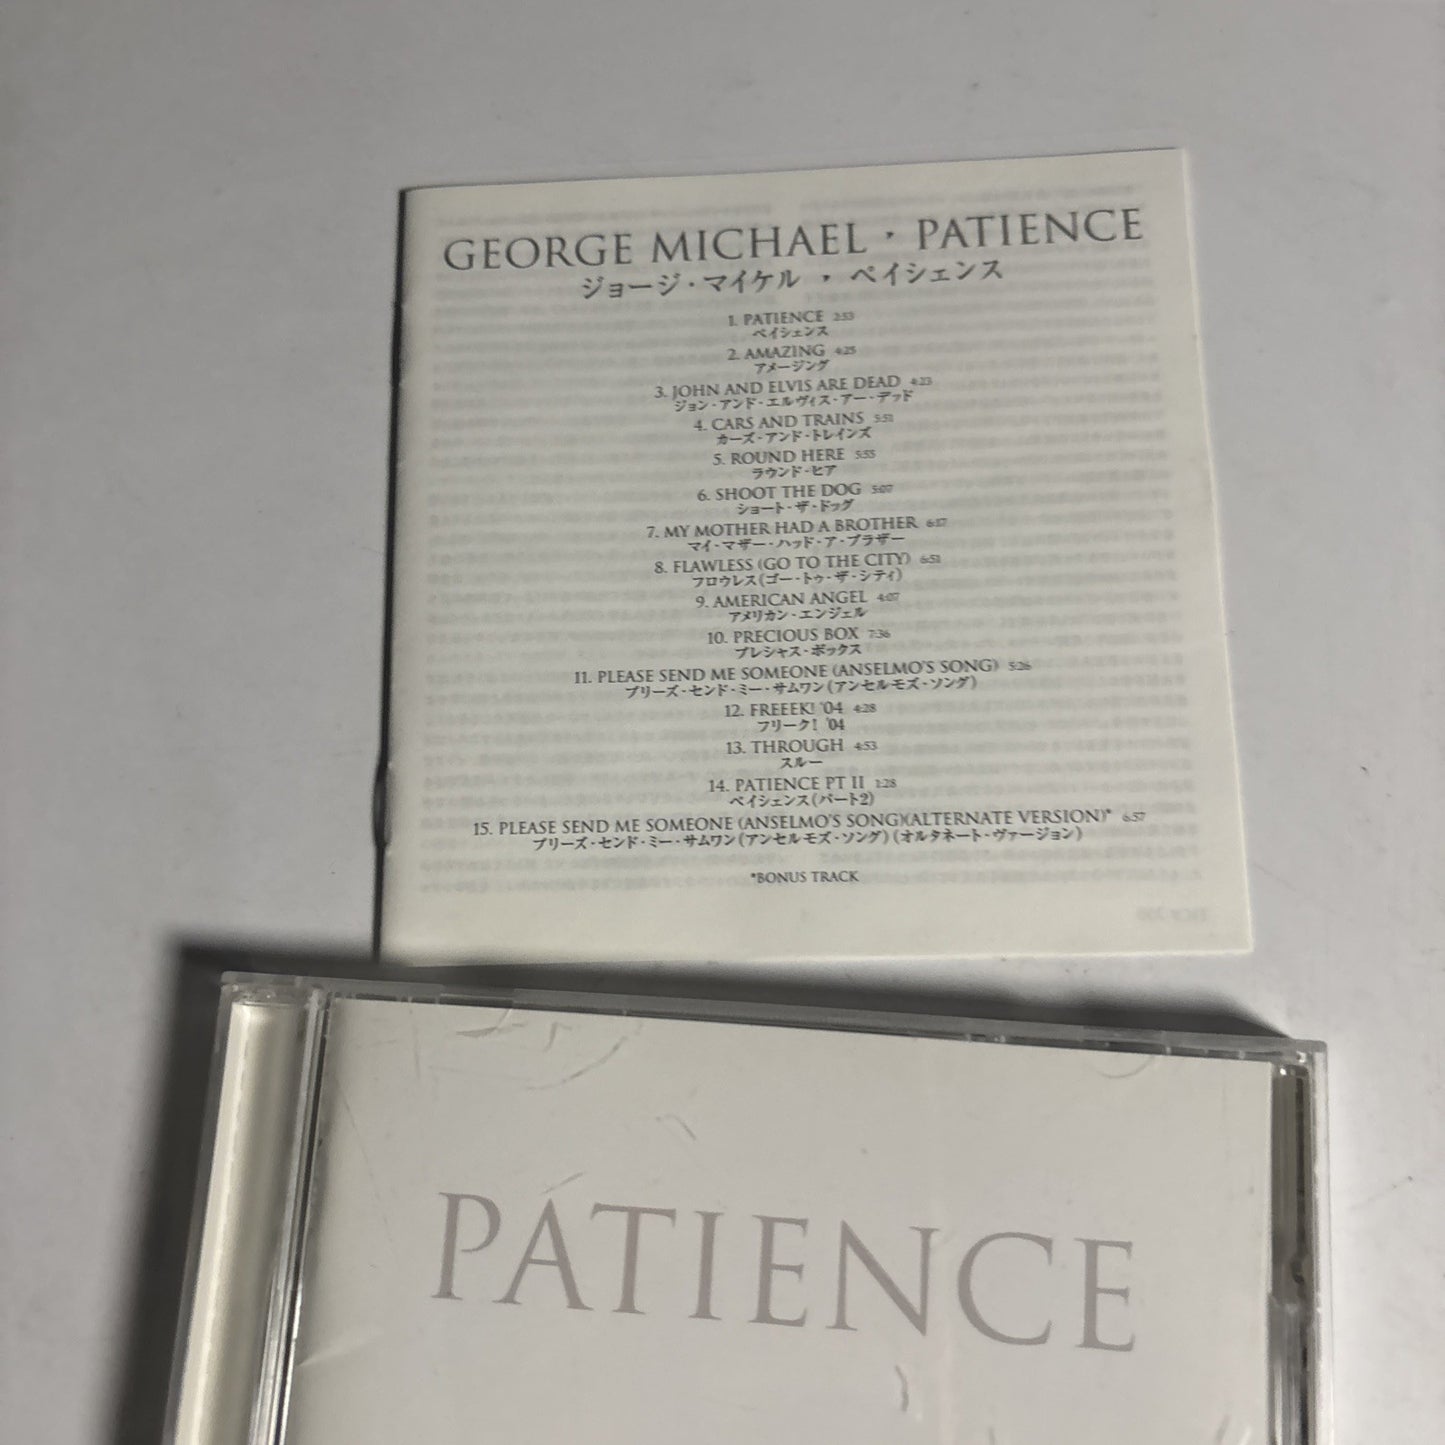 GEORGE MICHAEL · PATIENCE
ジョージ・マイケル · ペイシェンス
1. PATIENCE 2:53
ペイシェンス
2. AMAZING 4:25
アメージング
3. JOHN AND ELVIS ARE DEAD 4:23
ジョン・アンド・エルヴィス・アー・デッド
4. CARS AND TRAINS 5:51
カーズ・アンド・トレインズ
5. ROUND HERE 5:55
ラウンド・ヒア
6. SHOOT THE DOG 5:07
シュート・ザ・ドッグ
7. MY MOTHER HAD A BROTHER 6:17
マイ・マザー・ハッド・ア・ブラザー
8. FLAWLESS (GO TO THE CITY) 6:51
フロウレス(ゴー・トゥ・ザ・シティ)
9. AMERICAN ANGEL 4:07
アメリカン・エンジェル
10. PRECIOUS BOX 7:36
プレシャス・ボックス
11. PLEASE SEND ME SOMEONE (ANSELMO'S SONG) 5:26
プリーズ・センド・ミー・サムワン(アンセルモズ・ソング)
12. FREEEK! '04 4:28
フリーク! '04
13. THROUGH 4:53
スルー
14. PATIENCE PT II 1:28
ペイシェンス(パート2)
15. PLEASE SEND ME SOMEONE (ANSELMO'S SONG)(ALTERNATE VERSION)* 6:57
プリーズ・センド・ミー・サムワン(アンセルモズ・ソング)(オルタネート・ヴァージョン)
*BONUS TRACK
PATIENCE